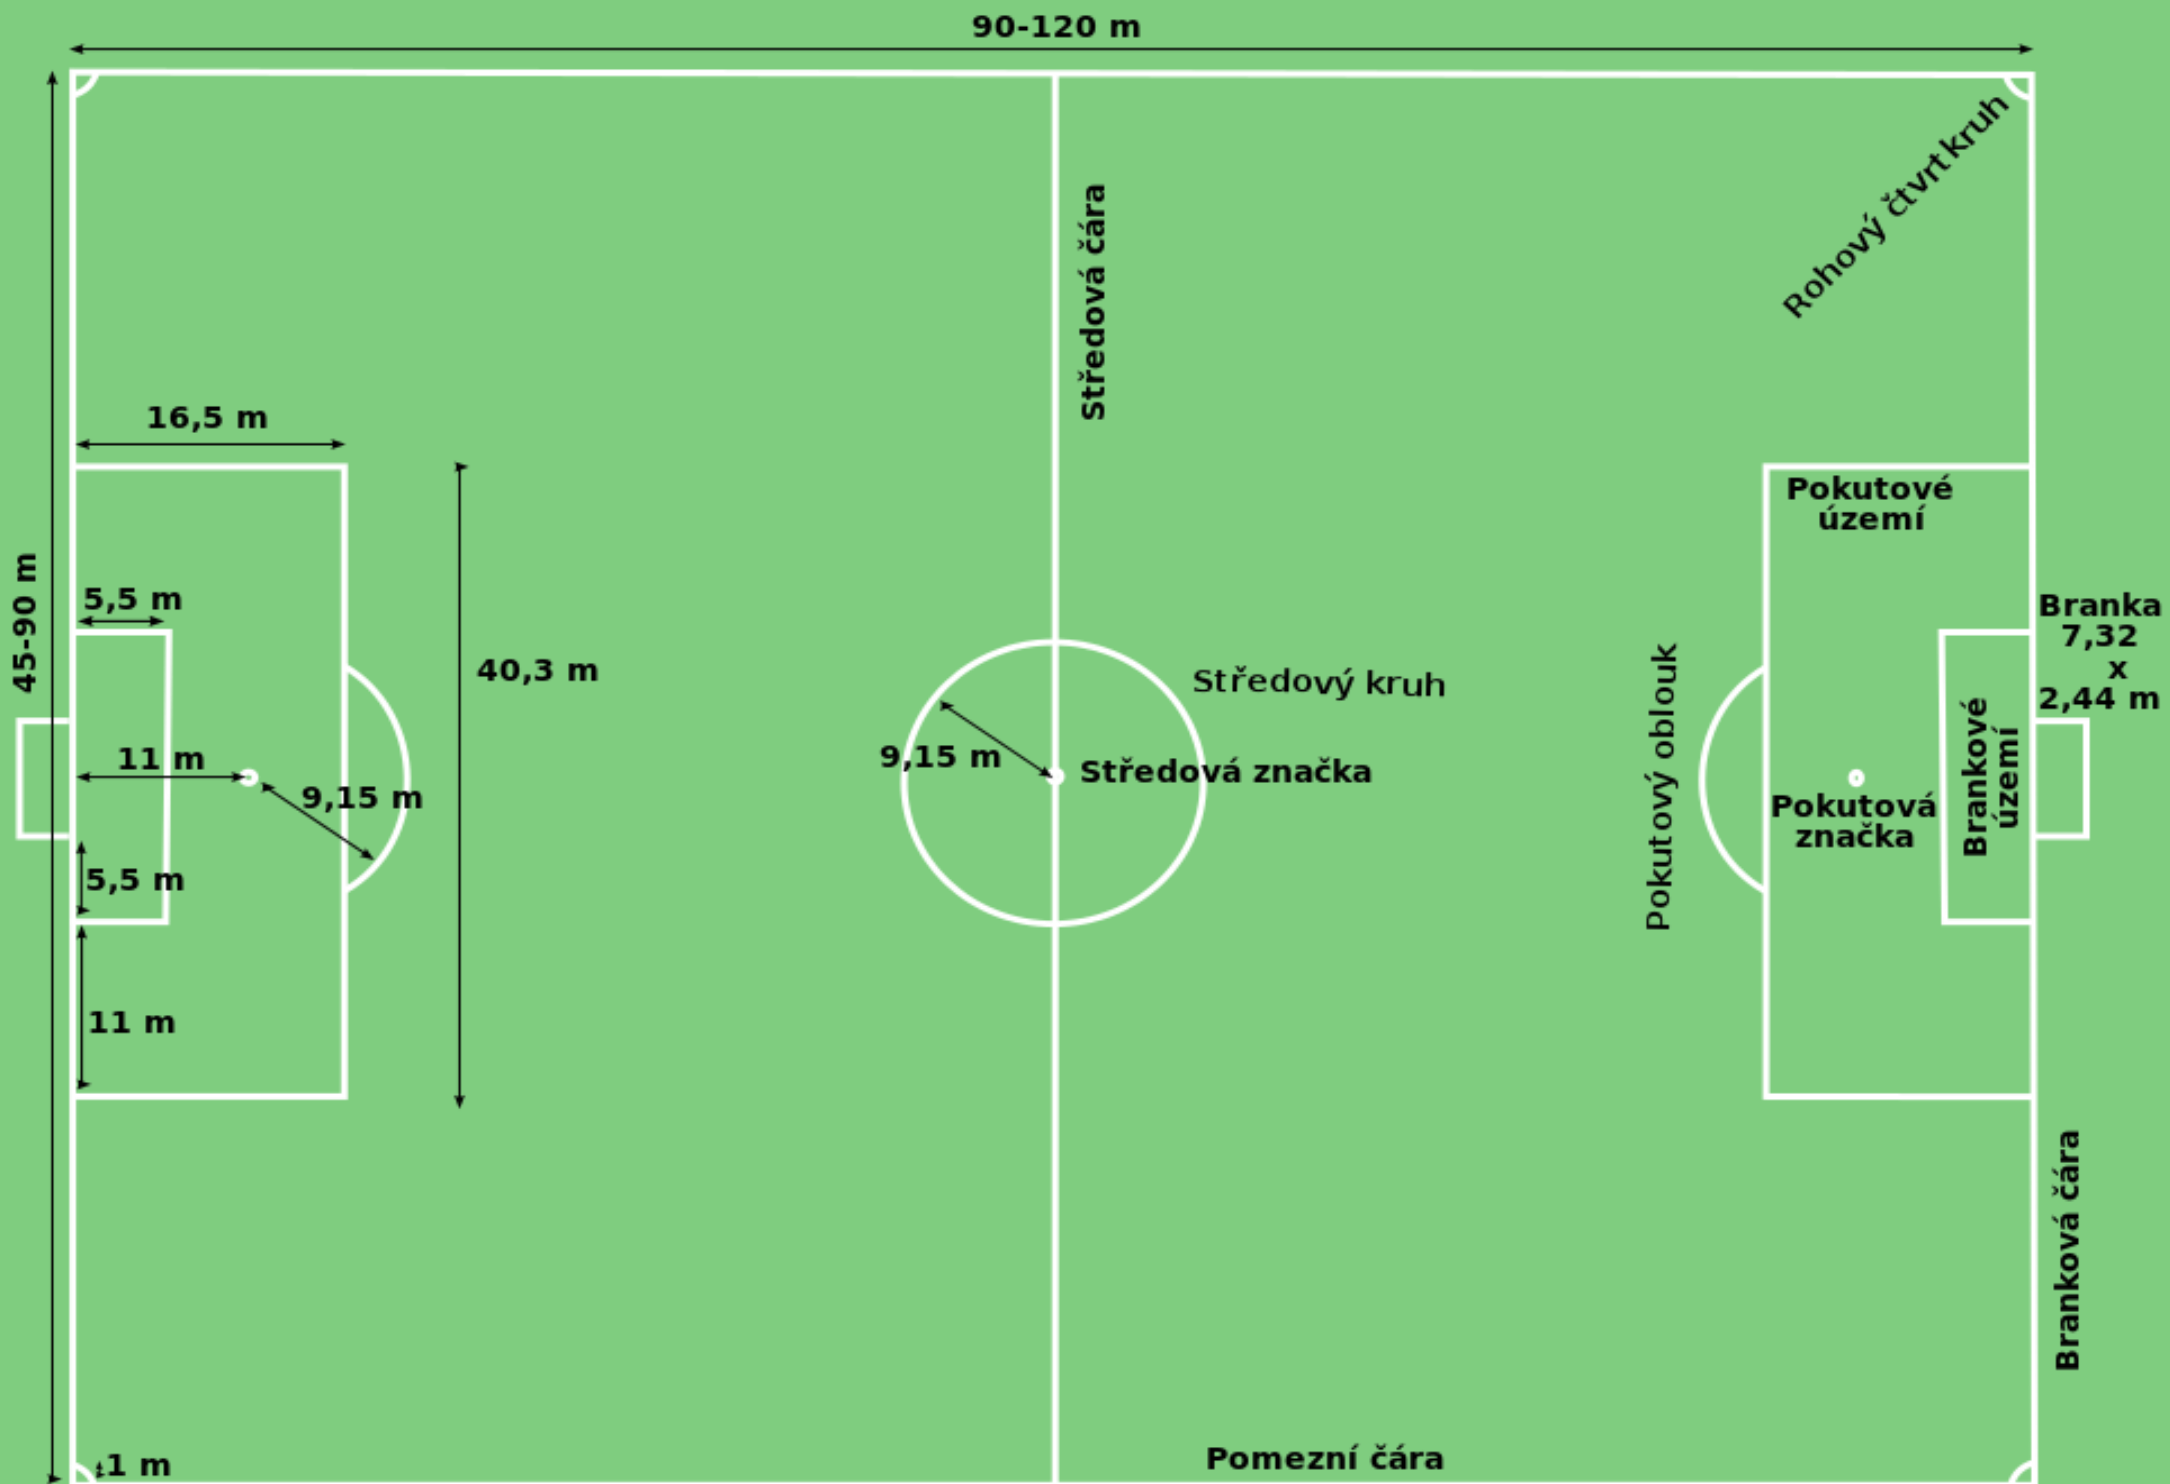 90-120 m
Rohový čtvrtkruh
Středová čára
16,5 m
Pokutové
území
45-90 m
5,5 m
Branka
7,32
x
2,44 m
40,3 m
Středový kruh
Pokutový oblouk
11 m
9,15 m
Středová značka
Brankové
území
9,15 m
Pokutová
značka
5,5 m
11 m
Branková čára
Pomezní čára
1 m